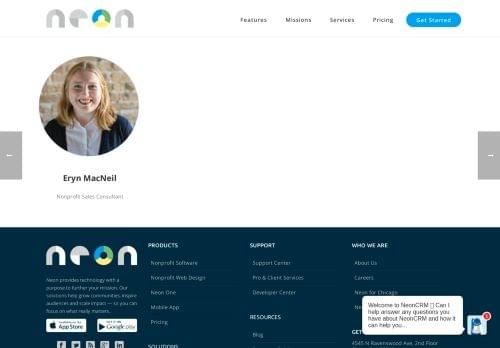 neon
Features
Missions
Services
Pricing
Get Started
Eryn MacNeil
Nonprofit Sales Consultant
neon
Neon provides technology with a
purpose to further your mission. Our
solutions help grow communities, inspire
audiences and scale impact — so you
can focus on what really matters.
Available on the
App Store
Google play
PRODUCTS
Nonprofit Software
Nonprofit Web Design
Neon One
Mobile App
Pricing
SOLUTIONS
SUPPORT
Support Center
Pro & Client Services
Developer Center
RESOURCES
Blog
WHO WE ARE
About Us
Careers
Neon for Chicago
GET
4545 N Ravenswood Ave, 2nd Floor
Welcome to NeonCRM Can I
help answer any questions you
have about NeonCRM and how it
can help you...
1